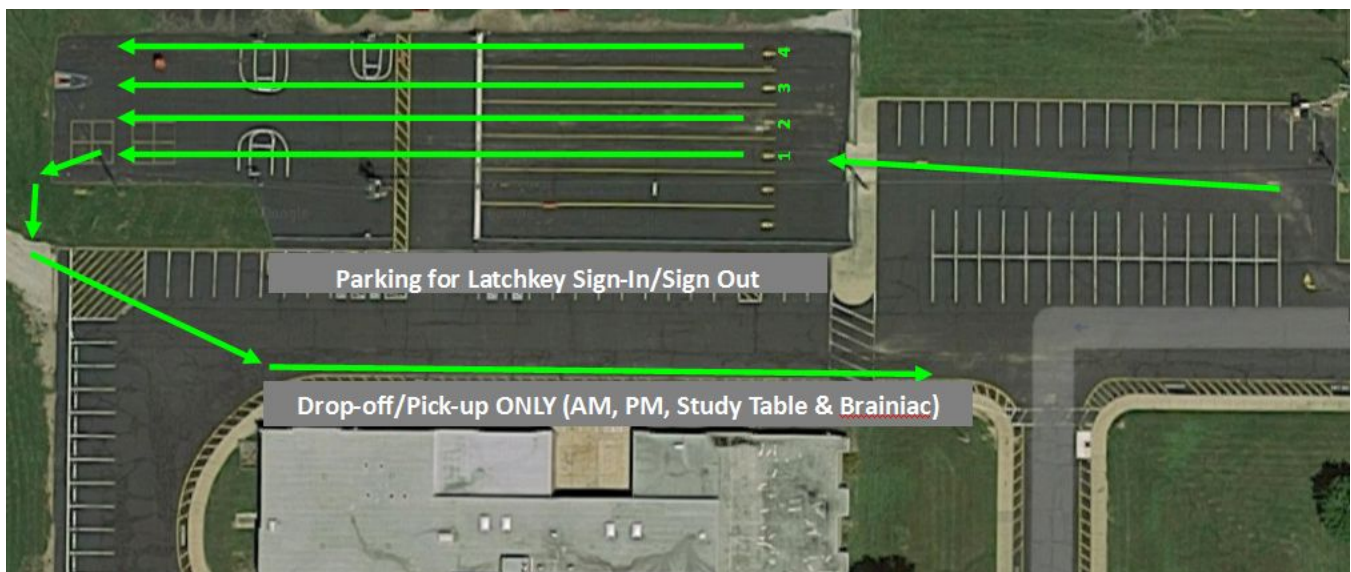 4
3
2
1
Parking for Latchkey Sign-In/Sign Out
Drop-off/Pick-up ONLY (AM, PM, Study Table & Brainiac)